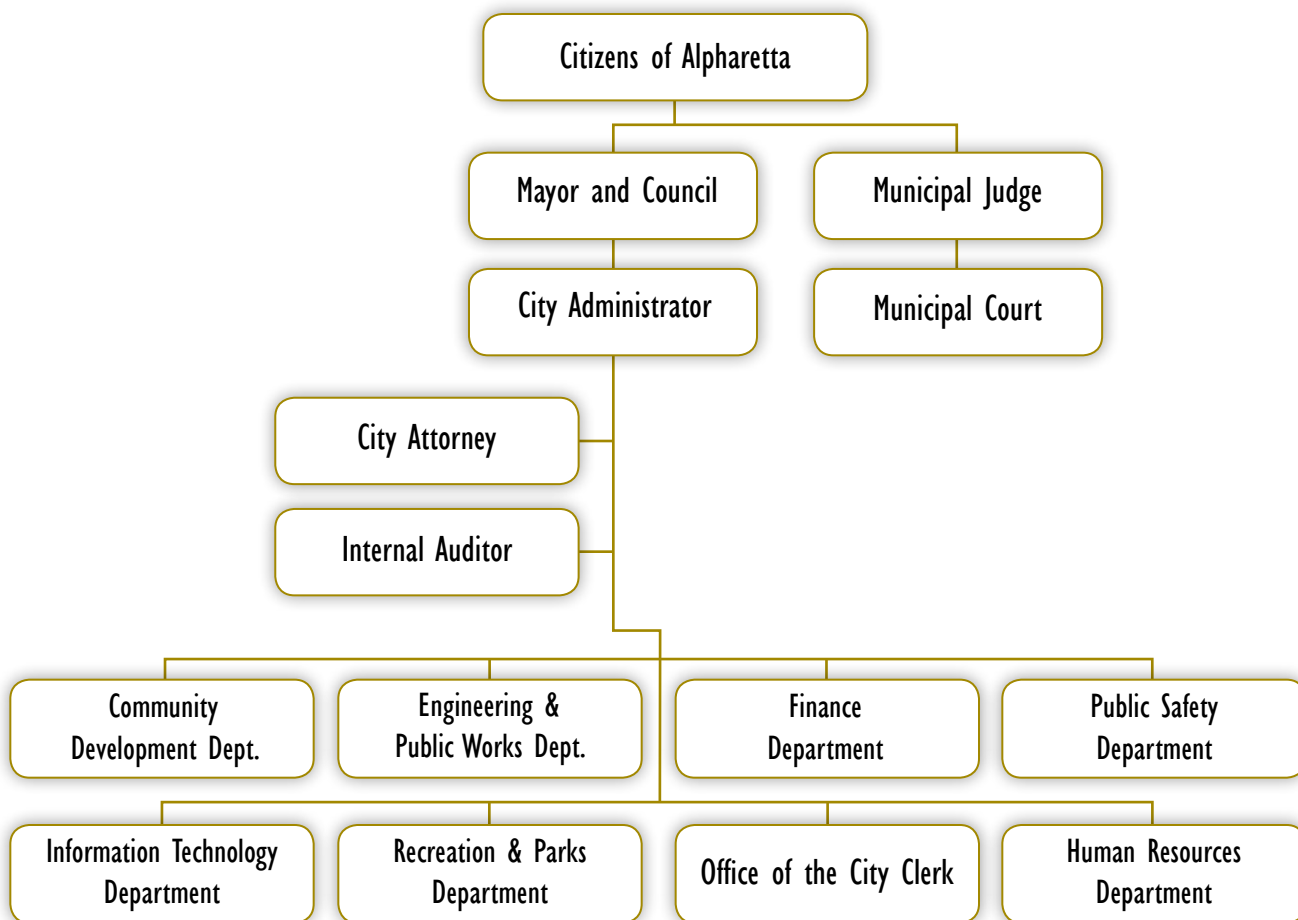 Citizens of Alpharetta
Mayor and Council
Municipal Judge
City Administrator
Municipal Court
City Attorney
Internal Auditor
Community
Development Dept.
Engineering &
Public Works Dept.
Finance
Department
Public Safety
Department
Information Technology
Department
Recreation & Parks
Department
Office of the City Clerk
Human Resources
Department